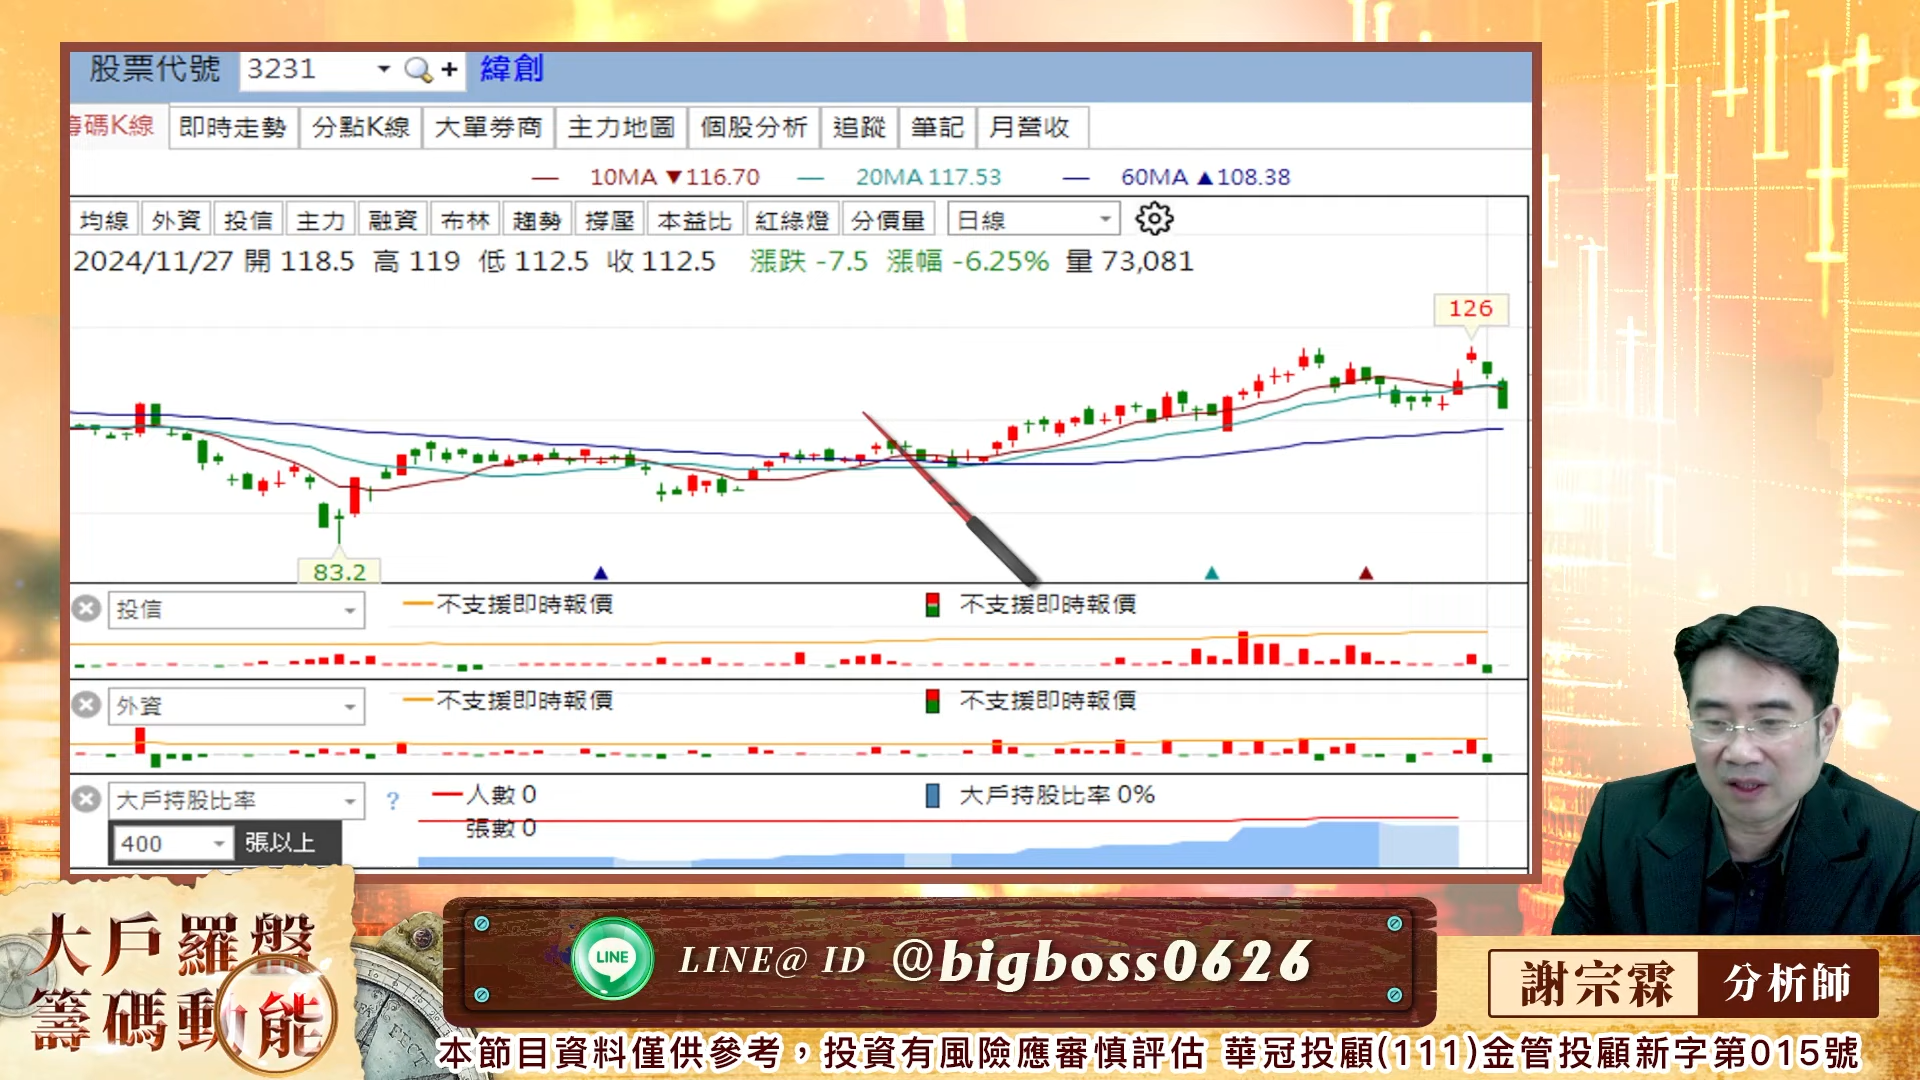 股票代號 3231 + 緯創
籌碼K線 即時走勢 分點K線 大單券商 主力地圖 個股分析 追蹤 筆記 月營收
10MA ▼116.70 20MA 117.53 60MA ▲108.38
均線 外資 投信 主力 融資 布林 趨勢 撐壓 本益比 紅綠燈 分價量 日線
2024/11/27 開 118.5 高 119 低 112.5 收 112.5 漲跌 -7.5 漲幅 -6.25% 量 73,081
126
83.2
投信 不支援即時報價 不支援即時報價
外資 不支援即時報價 不支援即時報價
大戶持股比率 ? 人數 0 大戶持股比率 0%
張數 0
400 張以上
大戶羅盤
籌碼動能
LINE LINE@ ID @bigboss0626
謝宗霖 分析師
本節目資料僅供參考，投資有風險應審慎評估 華冠投顧(111)金管投顧新字第015號